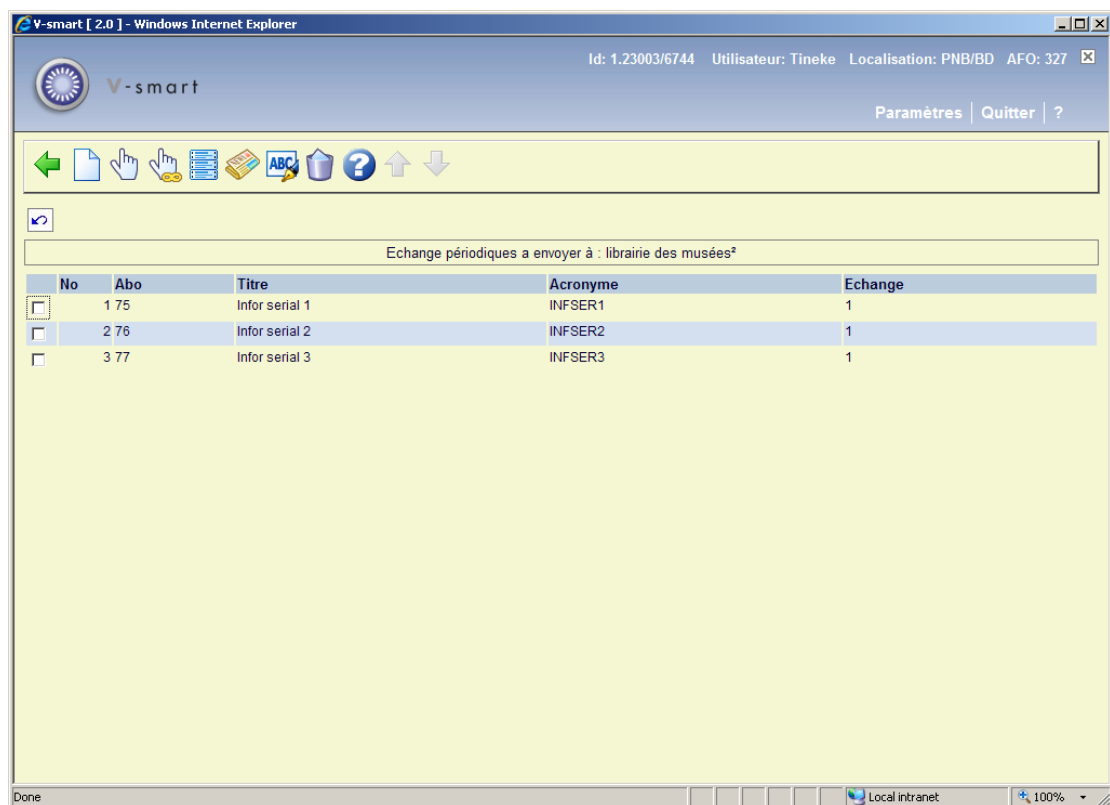 V-smart [ 2.0 ] - Windows Internet Explorer
Id: 1.23003/6744 Utilisateur: Tineke Localisation: PNB/BD AFO: 327
V-smart
Paramètres Quitter ?
ABC
Echange périodiques a envoyer à : librairie des musées²
No Abo Titre Acronyme Echange
1 75 Infor serial 1 INFSER1 1
2 76 Infor serial 2 INFSER2 1
3 77 Infor serial 3 INFSER3 1
Done Local intranet 100%